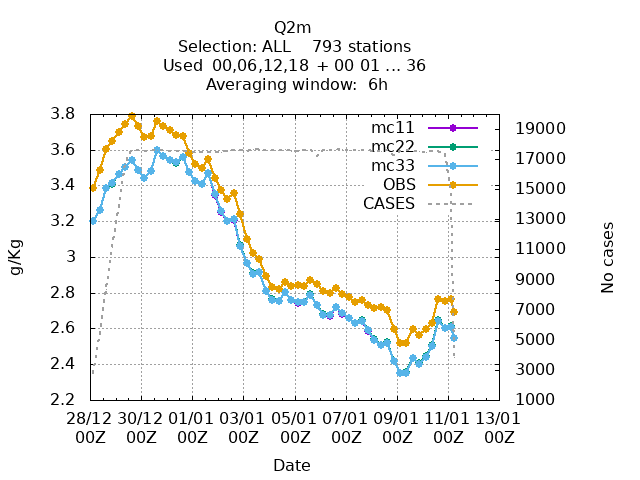 Q2m
Selection: ALL    793 stations
Used  00,06,12,18  + 00 01 ... 36
Averaging window:  6h
mc11
mc22
mc33
OBS
CASES
3.8
3.6
3.4
3.2
3
2.8
2.6
2.4
2.2
g/Kg
19000
17000
15000
13000
11000
9000
7000
5000
3000
1000
No cases
28/12 30/12 01/01 03/01 05/01 07/01 09/01 11/01 13/01
00Z 00Z 00Z 00Z 00Z 00Z 00Z 00Z 00Z
Date